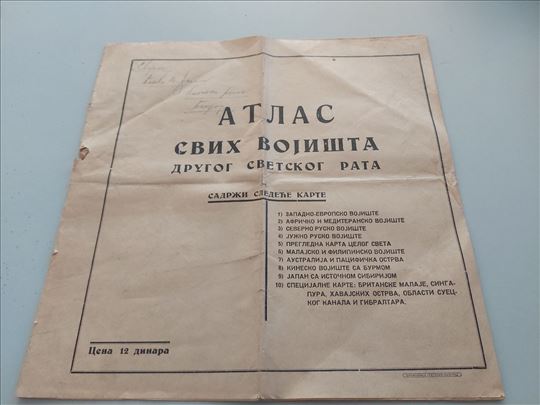 АТЛАС
СВИХ ВОЈИШТА
ДРУГОГ СВЕТСКОГ РАТА
САДРЖИ СЛЕДЕЋЕ КАРТЕ
1) ЗАПАДНО-ЕВРОПСКО ВОЈИШТЕ
2) АФРИЧКО И МЕДИТЕРАНСКО ВОЈИШТЕ
3) СЕВЕРНО РУСКО ВОЈИШТЕ
4) ЈУЖНО РУСКО ВОЈИШТЕ
5) ПРЕГЛЕДНА КАРТА ЦЕЛОГ СВЕТА
6) МАЛАЈСКО И ФИЛИПИНСКО ВОЈИШТЕ
7) АУСТРАЛИЈА И ПАЦИФИЧКА ОСТРВА
8) КИНЕСКО ВОЈИШТЕ СА БУРМОМ
9) ЈАПАН СА ИСТОЧНОМ СИБИРИЈОМ
10) СПЕЦИЈАЛНЕ КАРТЕ: БРИТАНСКЕ МАЛАЈЕ, СИНГА-
ПУРА, ХАВАЈСКИХ ОСТРВА, ОБЛАСТИ СУЕЦ-
КОГ КАНАЛА И ГИБРАЛТАРА.
Цена 12 динара